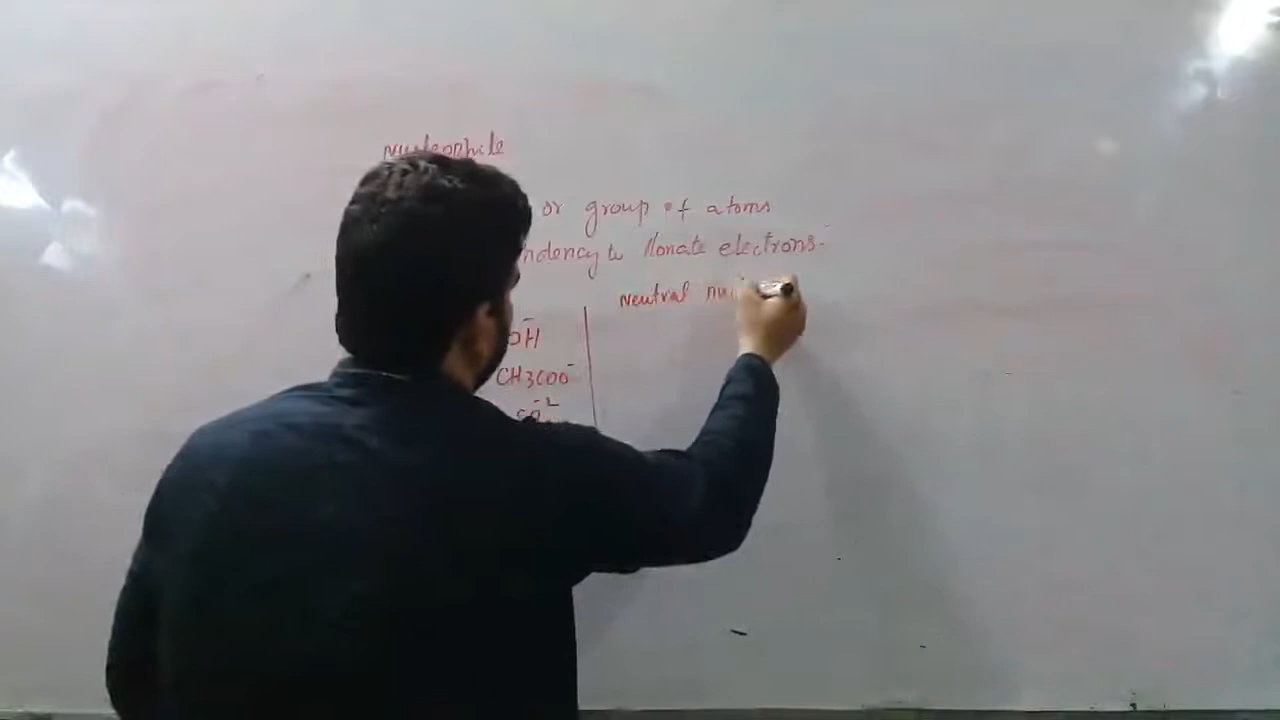 Nucleophile
or group of atoms
ndency to donate electrons.
Neutral nu
OH⁻
CH3COO⁻